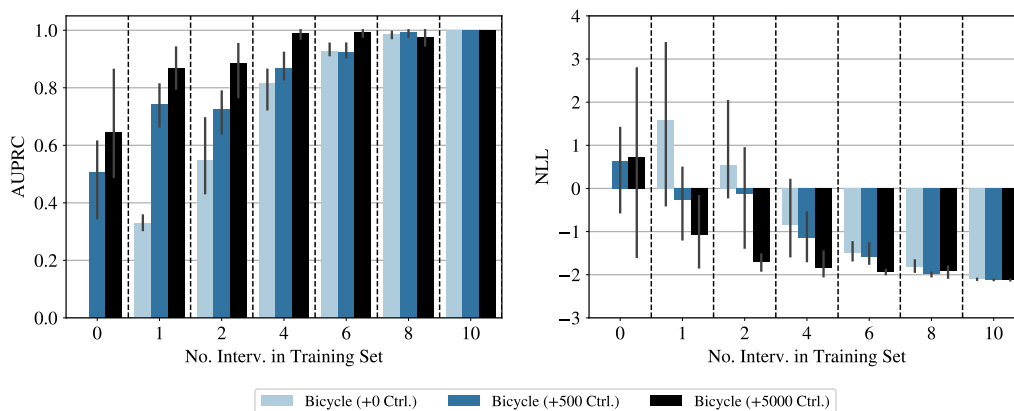 AUPRC
1.0
0.8
0.6
0.4
0.2
0.0
0 1 2 4 6 8 10
No. Interv. in Training Set
NLL
4
3
2
1
0
−1
−2
−3
0 1 2 4 6 8 10
No. Interv. in Training Set
Bicycle (+0 Ctrl.) Bicycle (+500 Ctrl.) Bicycle (+5000 Ctrl.)